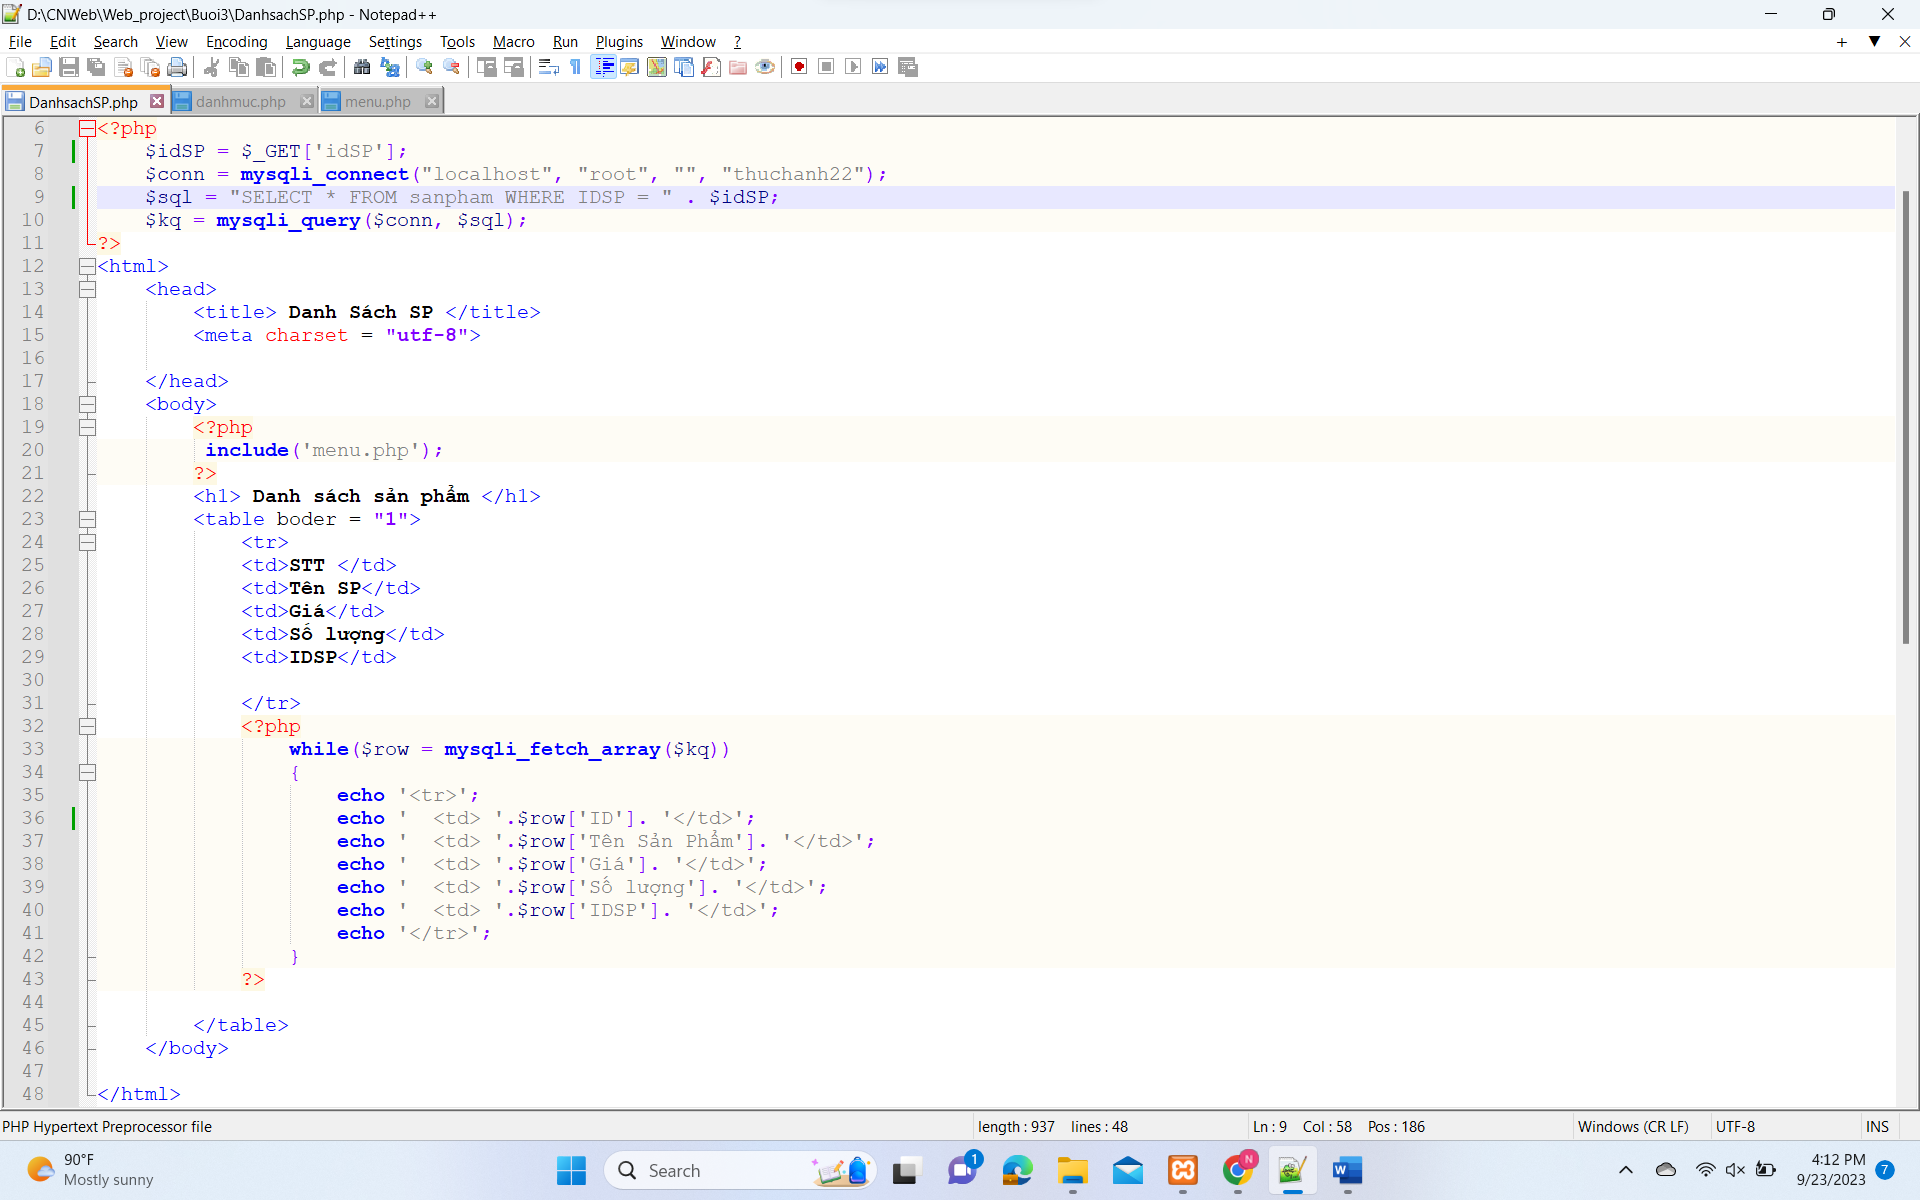 D:\CNWeb\Web_project\Buoi3\DanhsachSP.php - Notepad++
File Edit Search View Encoding Language Settings Tools Macro Run Plugins Window ?
DanhsachSP.php danhmuc.php menu.php
6 <?php
7 $idSP = $_GET['idSP'];
8 $conn = mysqli_connect("localhost", "root", "", "thuchanh22");
9 $sql = "SELECT * FROM sanpham WHERE IDSP = " . $idSP;
10 $kq = mysqli_query($conn, $sql);
11 ?>
12 <html>
13 <head>
14 <title> Danh Sách SP </title>
15 <meta charset = "utf-8">
16
17 </head>
18 <body>
19 <?php
20 include('menu.php');
21 ?>
22 <h1> Danh sách sản phẩm </h1>
23 <table boder = "1">
24 <tr>
25 <td>STT </td>
26 <td>Tên SP</td>
27 <td>Giá</td>
28 <td>Số lượng</td>
29 <td>IDSP</td>
30
31 </tr>
32 <?php
33 while($row = mysqli_fetch_array($kq))
34 {
35 echo '<tr>';
36 echo '  <td> '.$row['ID']. '</td>';
37 echo '  <td> '.$row['Tên Sản Phẩm']. '</td>';
38 echo '  <td> '.$row['Giá']. '</td>';
39 echo '  <td> '.$row['Số lượng']. '</td>';
40 echo '  <td> '.$row['IDSP']. '</td>';
41 echo '</tr>';
42 }
43 ?>
44
45 </table>
46 </body>
47
48 </html>
PHP Hypertext Preprocessor file length : 937 lines : 48 Ln : 9 Col : 58 Pos : 186 Windows (CR LF) UTF-8 INS
90°F
Mostly sunny
Search
1
N
4:12 PM
9/23/2023
7